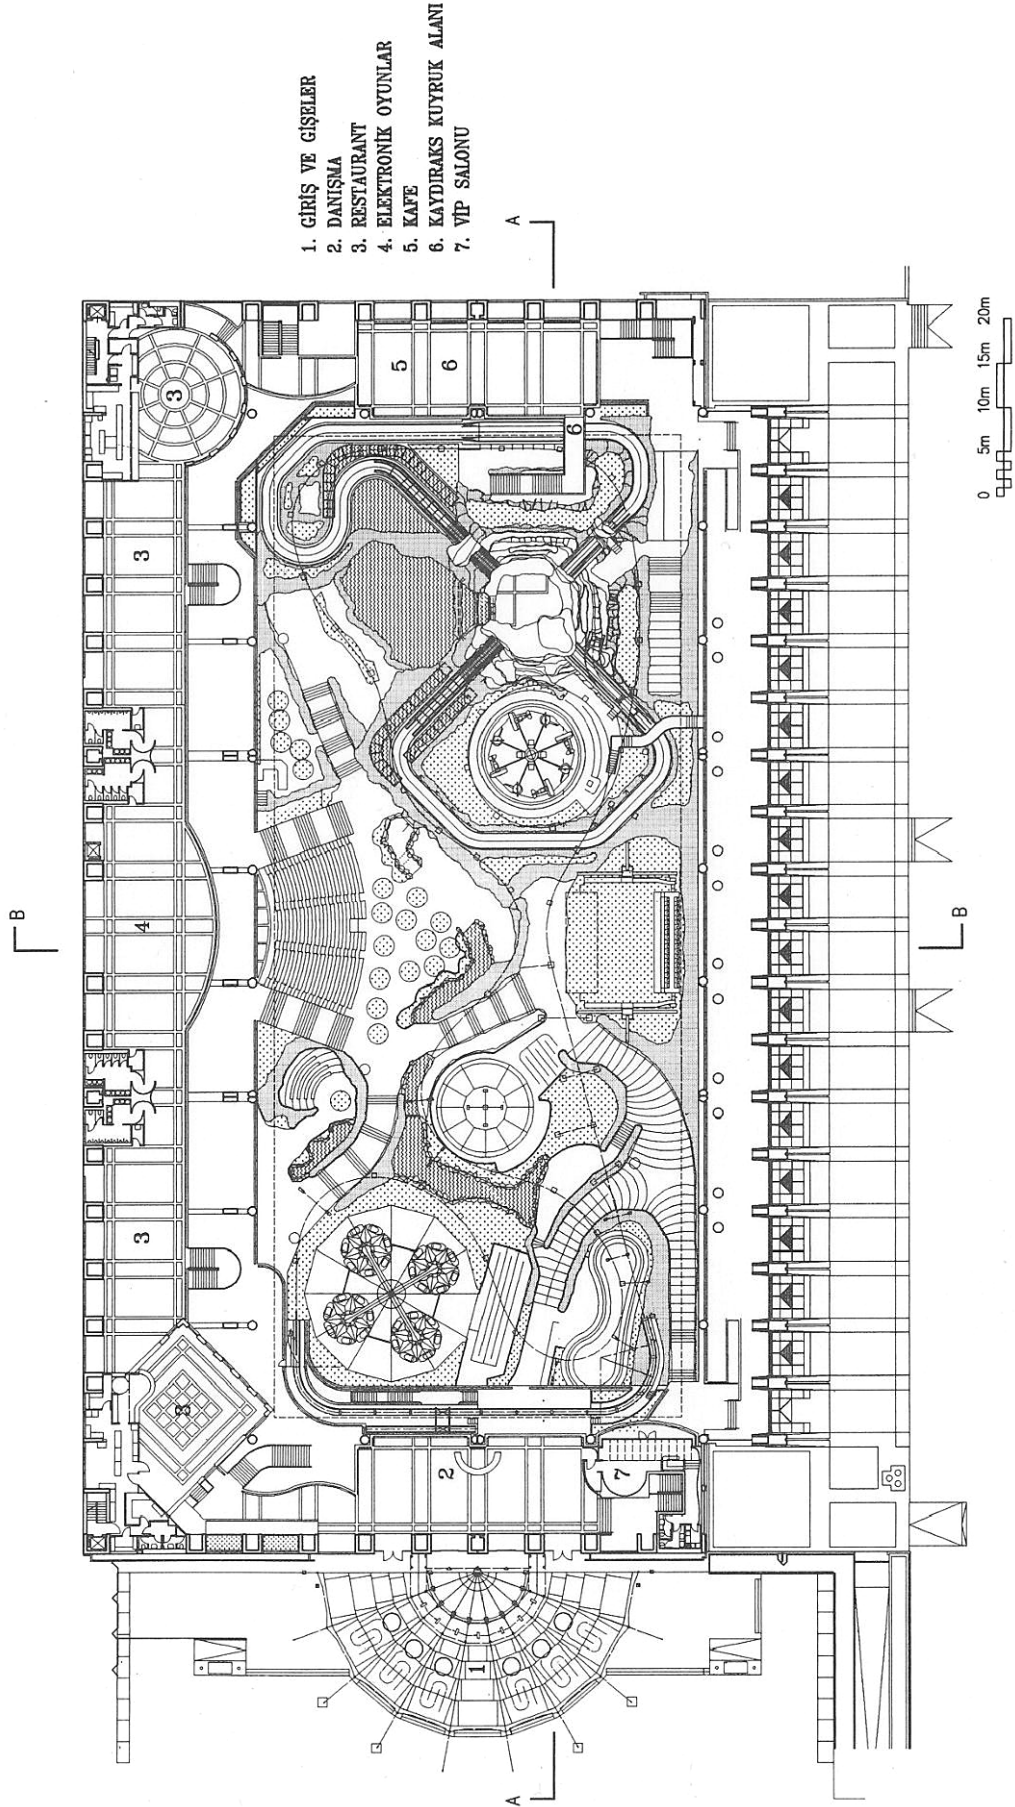 1. GİRİŞ VE GİŞELER
2. DANIŞMA
3. RESTAURANT
4. ELEKTRONİK OYUNLAR
5. KAFE
6. KAYDIRAKS KUYRUK ALANI
7. VİP SALONU
A
A
B
B
0 5m 10m 15m 20m
3
3
4
3
3
5
6
6
2
7
1